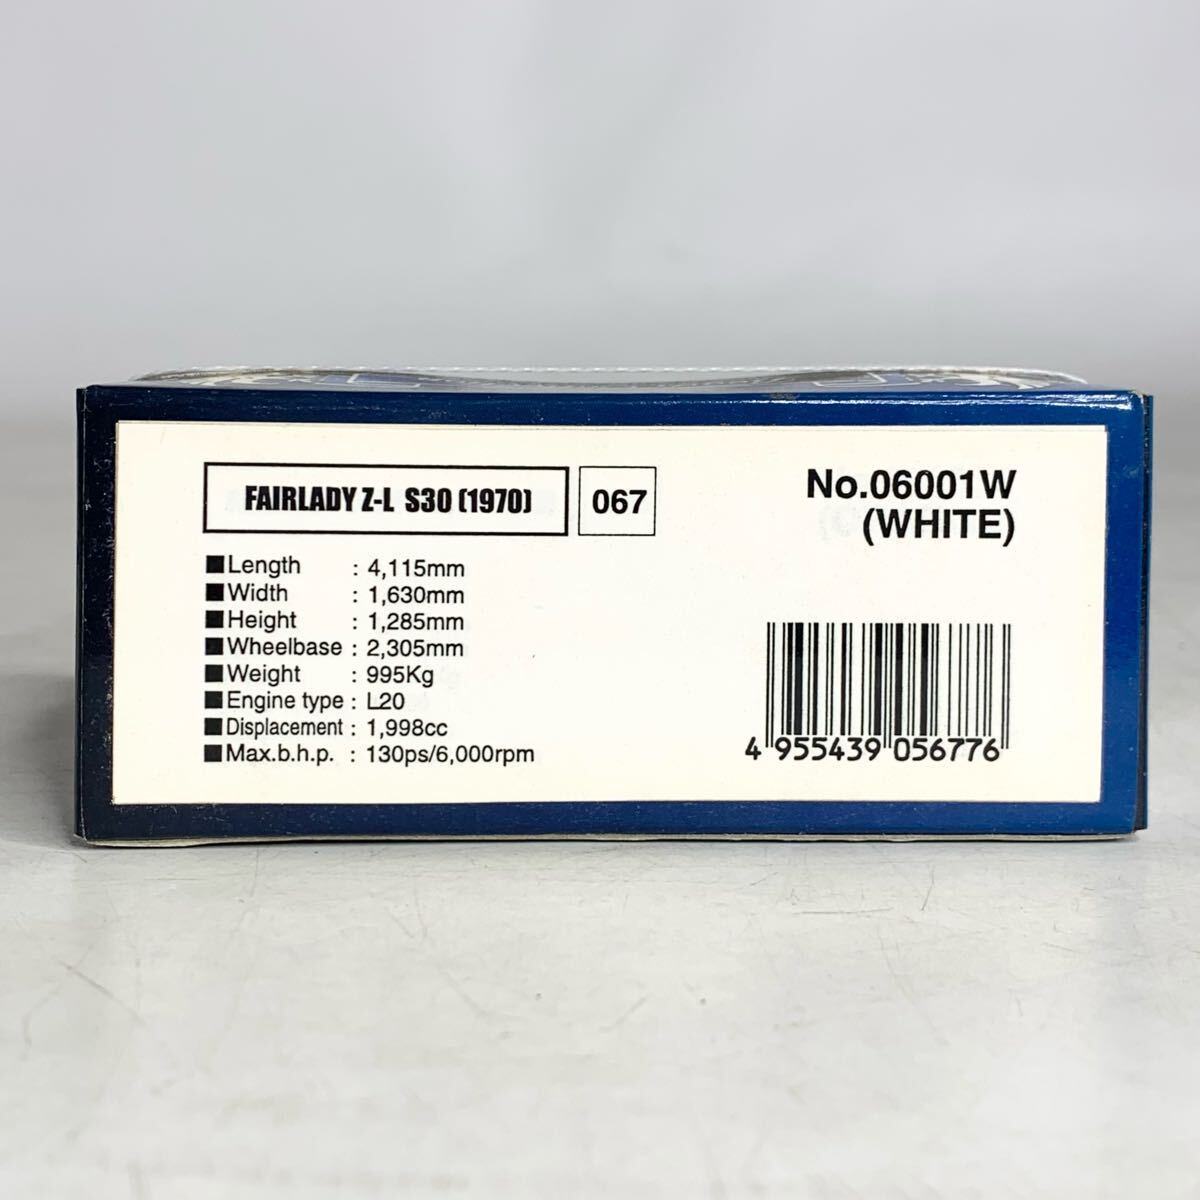 FAIRLADY Z-L S30 (1970)
067
No.06001W
(WHITE)
■Length : 4,115mm
■Width : 1,630mm
■Height : 1,285mm
■Wheelbase : 2,305mm
■Weight : 995Kg
■Engine type : L20
■Displacement : 1,998cc
■Max.b.h.p. : 130ps/6,000rpm
4 955439 056776